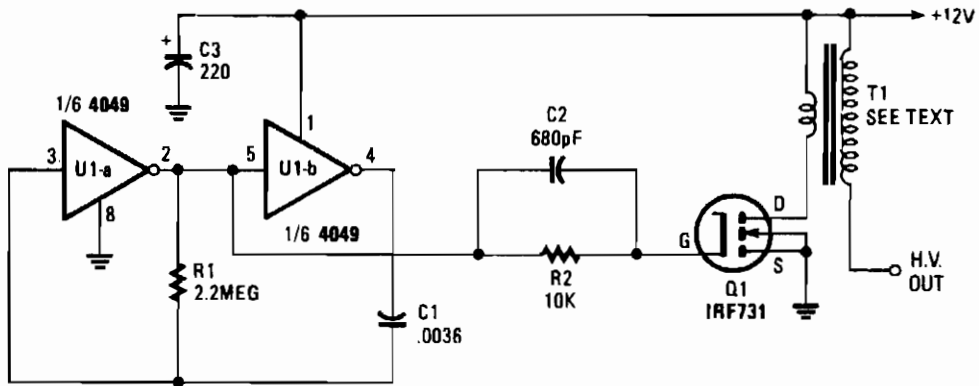 +12V
+
C3
220
1/6 4049
3
U1-a
2
8
R1
2.2MEG
1
5
U1-b
4
1/6 4049
C1
.0036
C2
680pF
R2
10K
G
D
S
Q1
IRF731
T1
SEE TEXT
H.V.
OUT